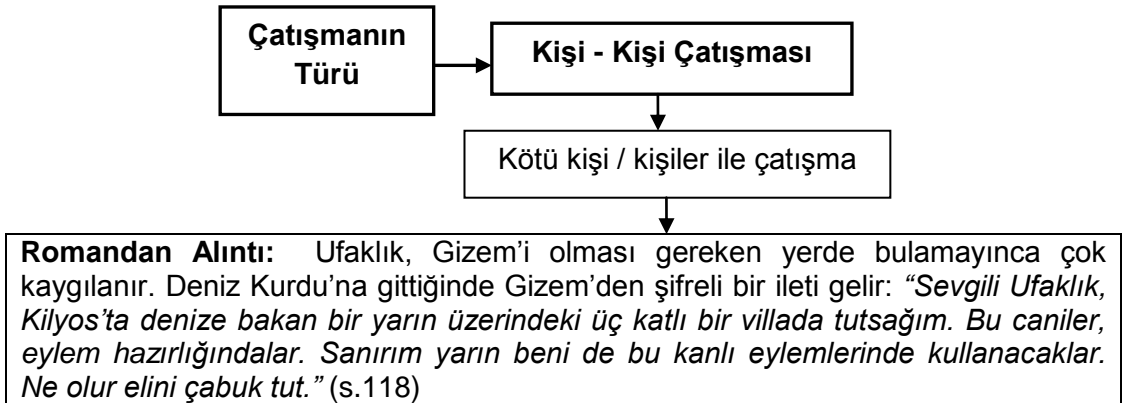 Çatışmanın
Türü
Kişi - Kişi Çatışması
Kötü kişi / kişiler ile çatışma
Romandan Alıntı: Ufaklık, Gizem’i olması gereken yerde bulamayınca çok
kaygılanır. Deniz Kurdu’na gittiğinde Gizem’den şifreli bir ileti gelir: “Sevgili Ufaklık,
Kilyos’ta denize bakan bir yarın üzerindeki üç katlı bir villada tutsağım. Bu caniler,
eylem hazırlığındalar. Sanırım yarın beni de bu kanlı eylemlerinde kullanacaklar.
Ne olur elini çabuk tut.” (s.118)